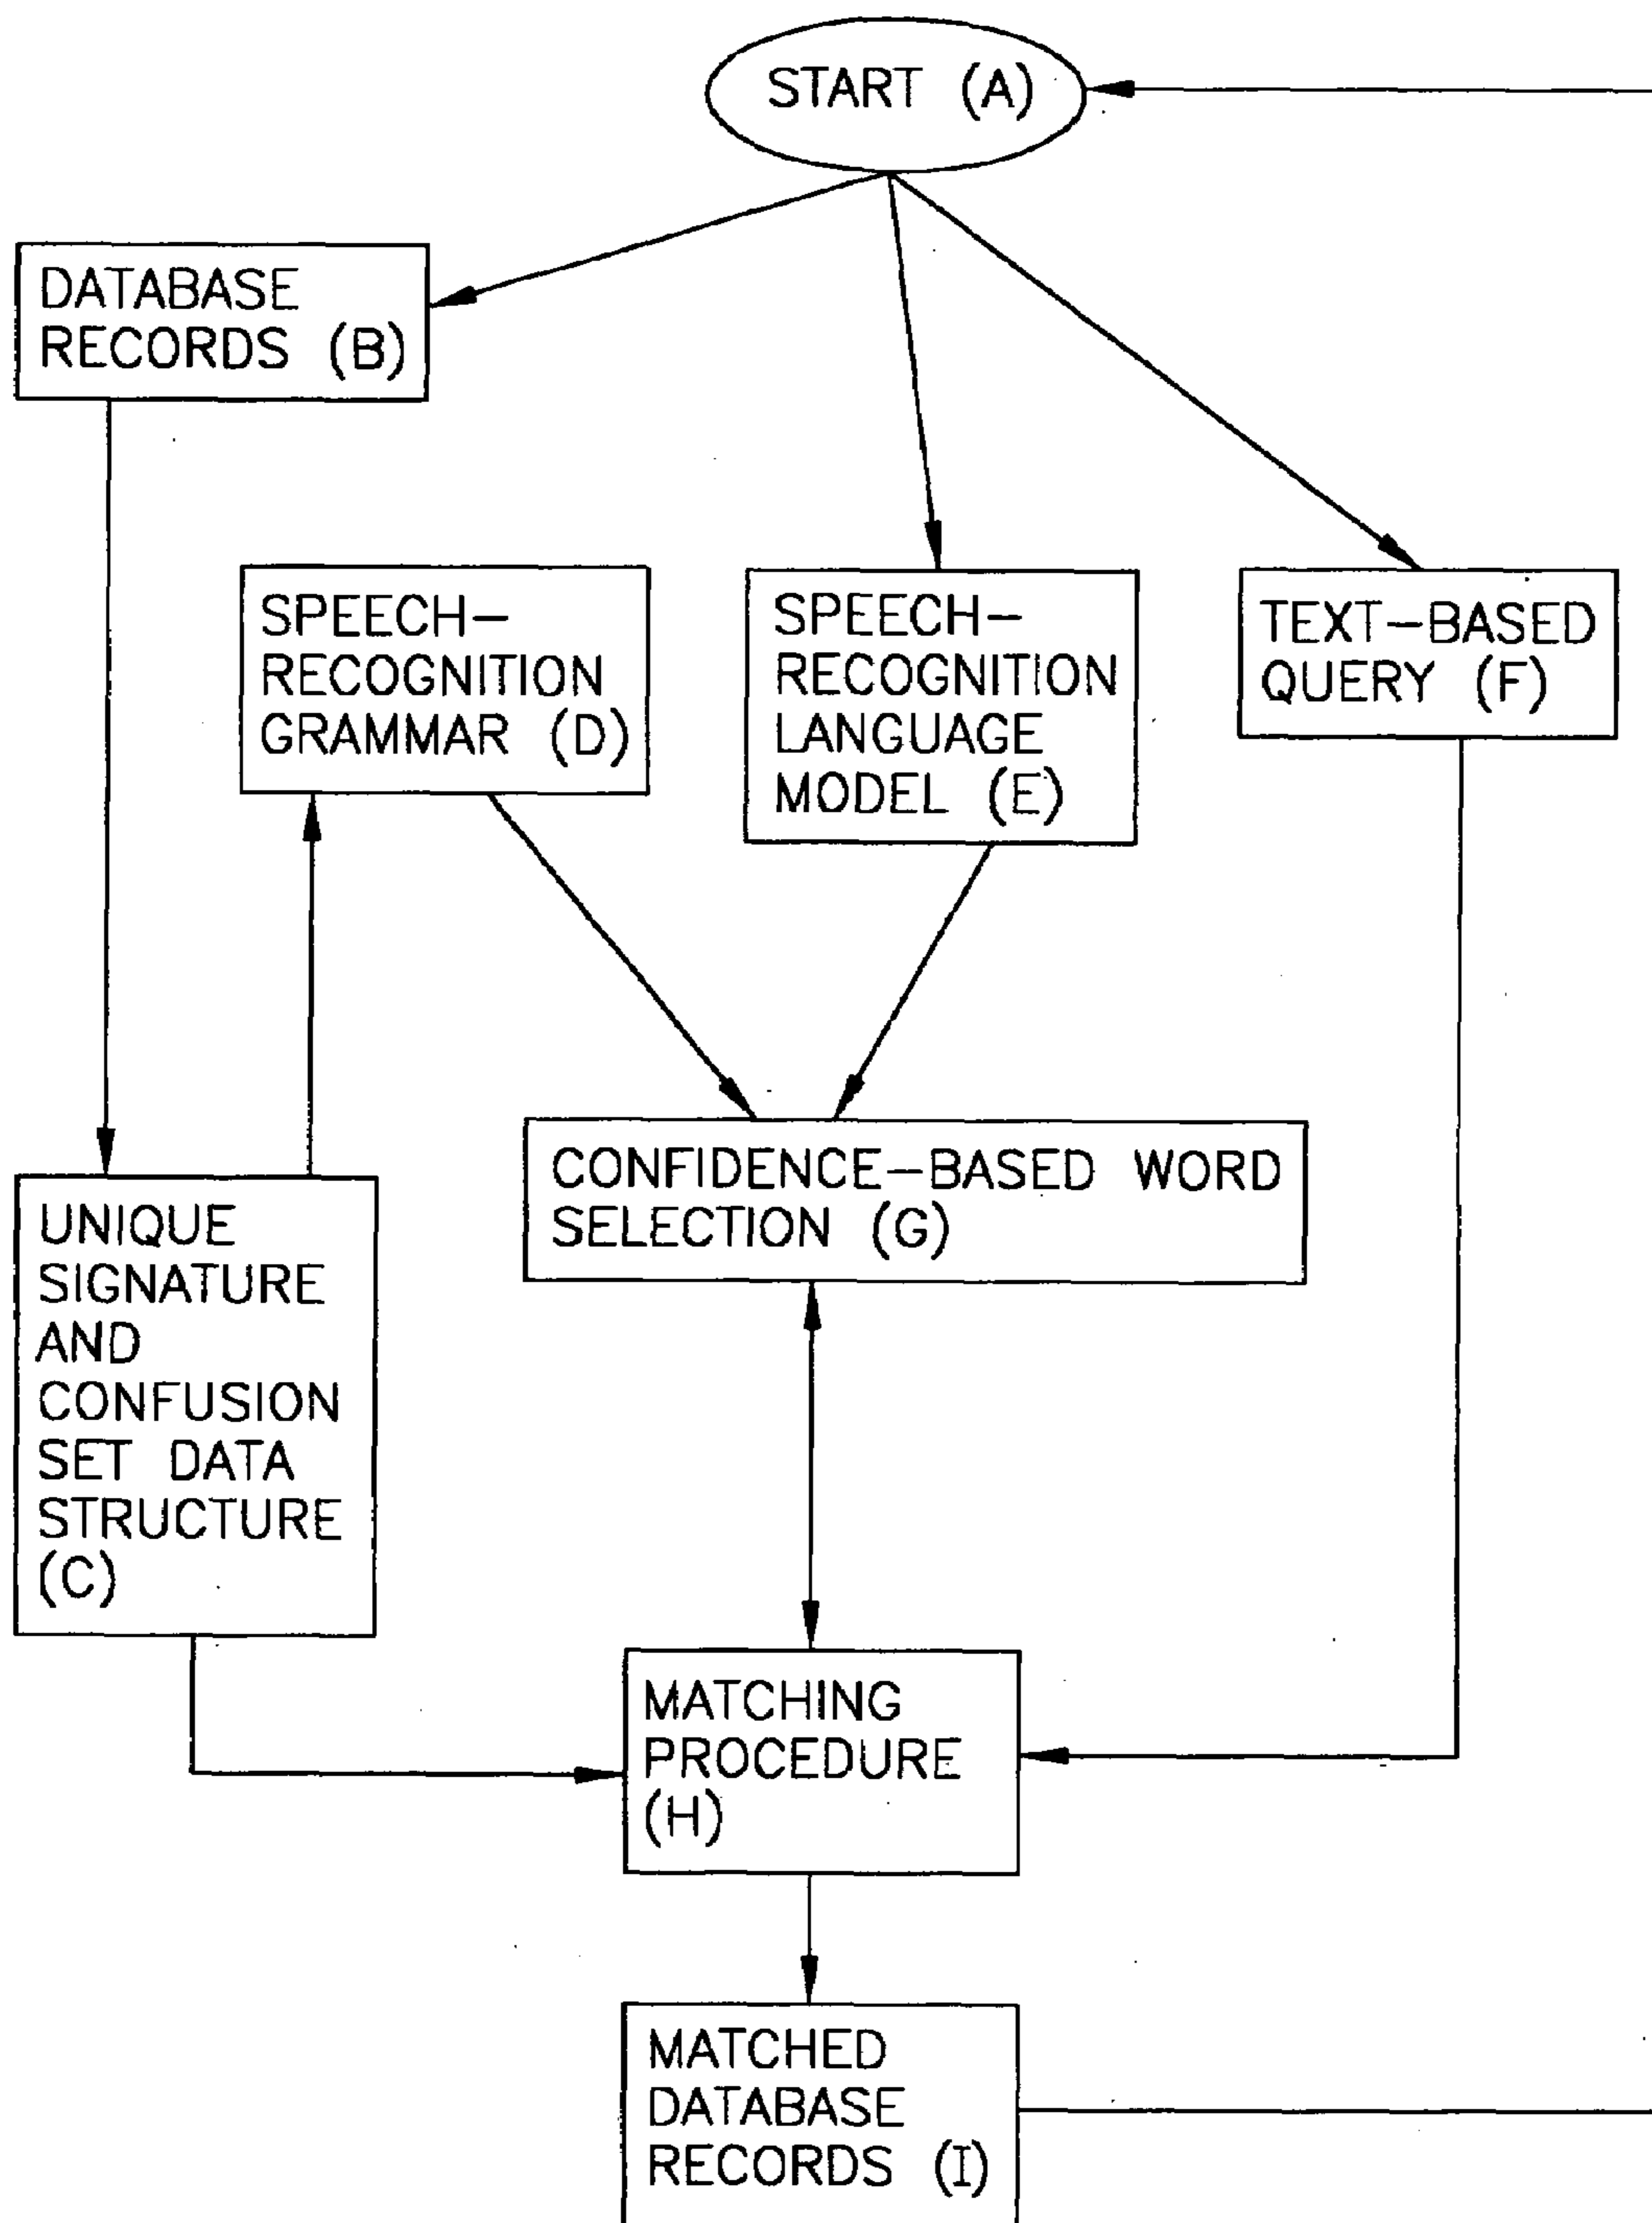 START (A)
DATABASE
RECORDS (B)
SPEECH-
RECOGNITION
GRAMMAR (D)
SPEECH-
RECOGNITION
LANGUAGE
MODEL (E)
TEXT-BASED
QUERY (F)
CONFIDENCE-BASED WORD
SELECTION (G)
UNIQUE
SIGNATURE
AND
CONFUSION
SET DATA
STRUCTURE
(C)
MATCHING
PROCEDURE
(H)
MATCHED
DATABASE
RECORDS (I)